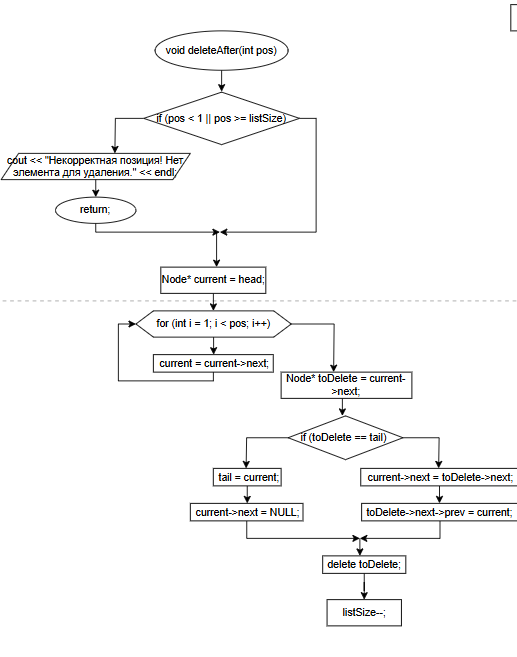 void deleteAfter(int pos)
if (pos < 1 || pos >= listSize)
cout << "Некорректная позиция! Нет
элемента для удаления." << endl;
return;
Node* current = head;
for (int i = 1; i < pos; i++)
current = current->next;
Node* toDelete = current-
>next;
if (toDelete == tail)
tail = current;
current->next = toDelete->next;
current->next = NULL;
toDelete->next->prev = current;
delete toDelete;
listSize--;